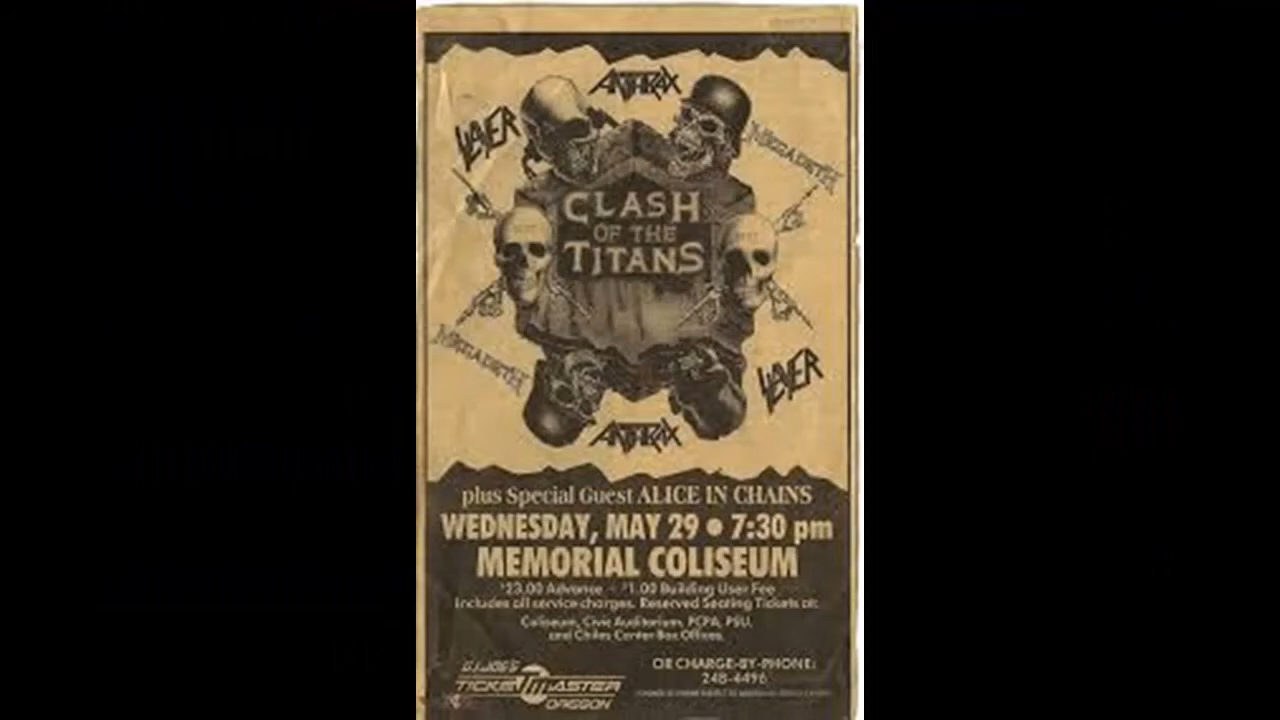 ANTHRAX
SLAYER
MEGADETH
CLASH
OF THE
TITANS
MEGADETH
SLAYER
ANTHRAX
plus Special Guest ALICE IN CHAINS
WEDNESDAY, MAY 29 • 7:30 pm
MEMORIAL COLISEUM
$23.00 Advance + $1.00 Building User Fee
Includes all service charges. Reserved Seating Tickets at:
Coliseum, Civic Auditorium, PCPA, PSU,
and Chiles Center Box Offices.
G.I. JOE'S
TICKETMASTER
OREGON
OR CHARGE-BY-PHONE:
248-4496